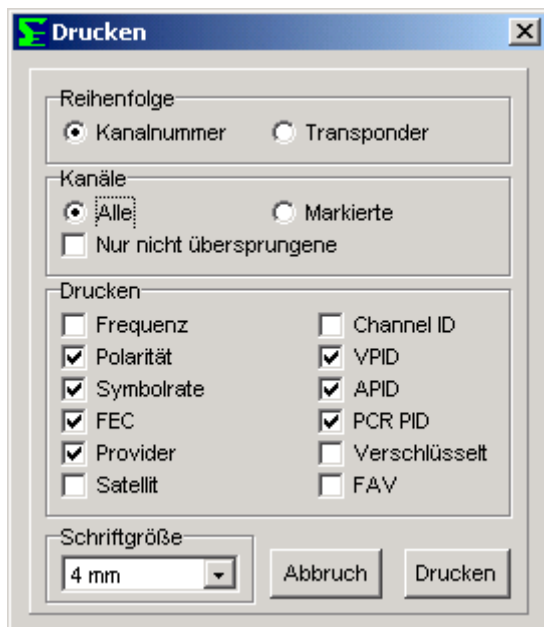 Drucken
Reihenfolge
Kanalnummer Transponder
Kanäle
Alle Markierte
Nur nicht übersprungene
Drucken
Frequenz Channel ID
Polarität VPID
Symbolrate APID
FEC PCR PID
Provider Verschlüsselt
Satellit FAV
Schriftgröße
4 mm Abbruch Drucken